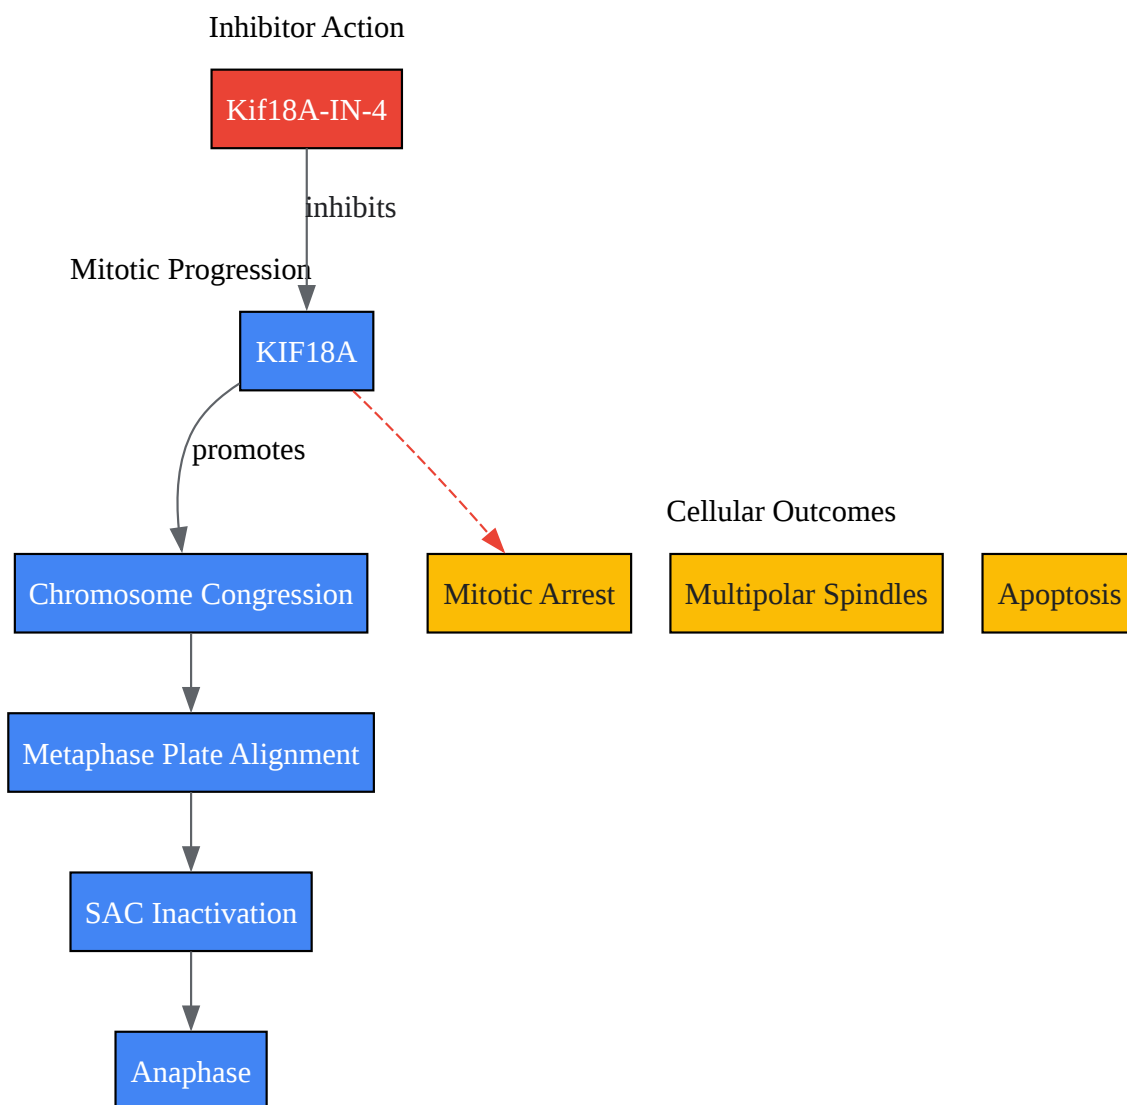 Inhibitor Action
Kif18A-IN-4
inhibits
Mitotic Progression
KIF18A
promotes
Cellular Outcomes
Chromosome Congression
Mitotic Arrest
Multipolar Spindles
Apoptosis
Metaphase Plate Alignment
SAC Inactivation
Anaphase